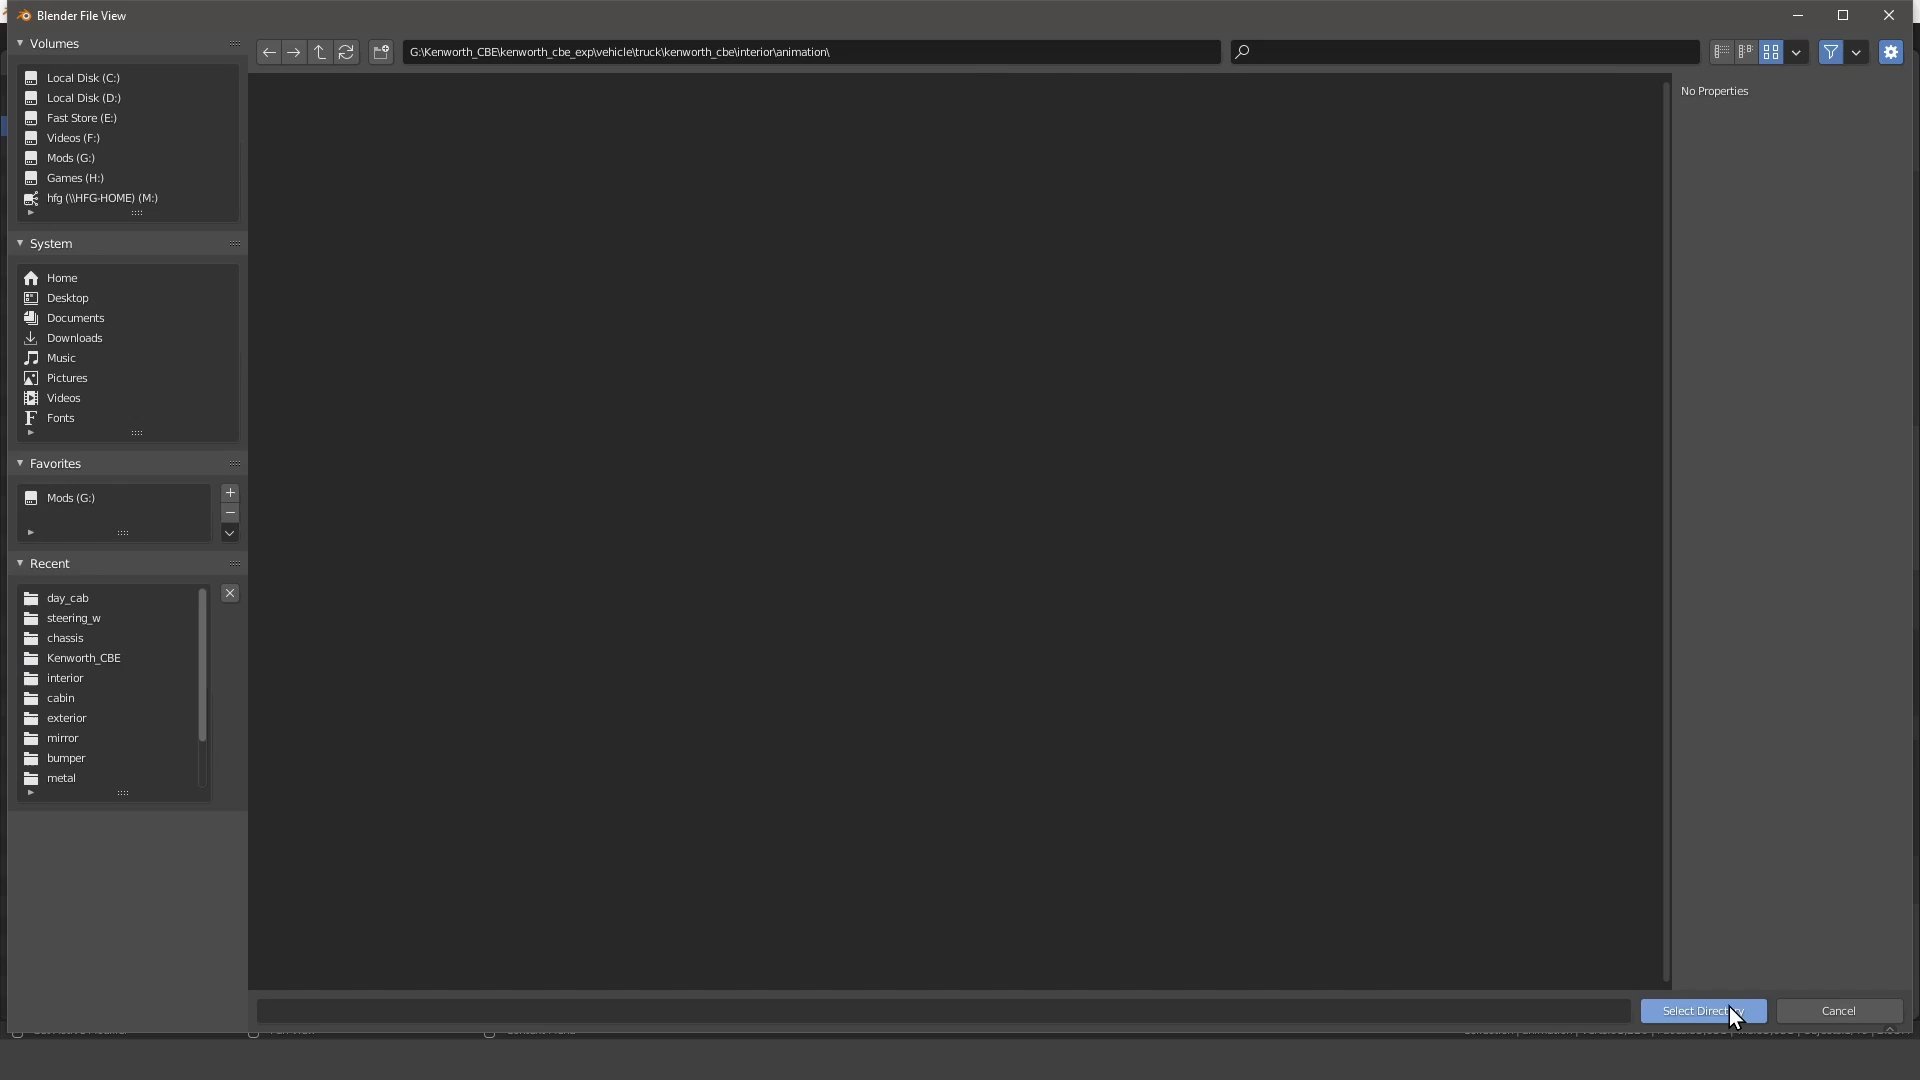 Blender File View
Volumes
G:\Kenworth_CBE\kenworth_cbe_exp\vehicle\truck\kenworth_cbe\interior\animation\
No Properties
Local Disk (C:)
Local Disk (D:)
Fast Store (E:)
Videos (F:)
Mods (G:)
Games (H:)
hfg (\\HFG-HOME) (M:)
System
Home
Desktop
Documents
Downloads
Music
Pictures
Videos
Fonts
Favorites
Mods (G:)
Recent
day_cab
steering_w
chassis
Kenworth_CBE
interior
cabin
exterior
mirror
bumper
metal
Select Directory
Cancel